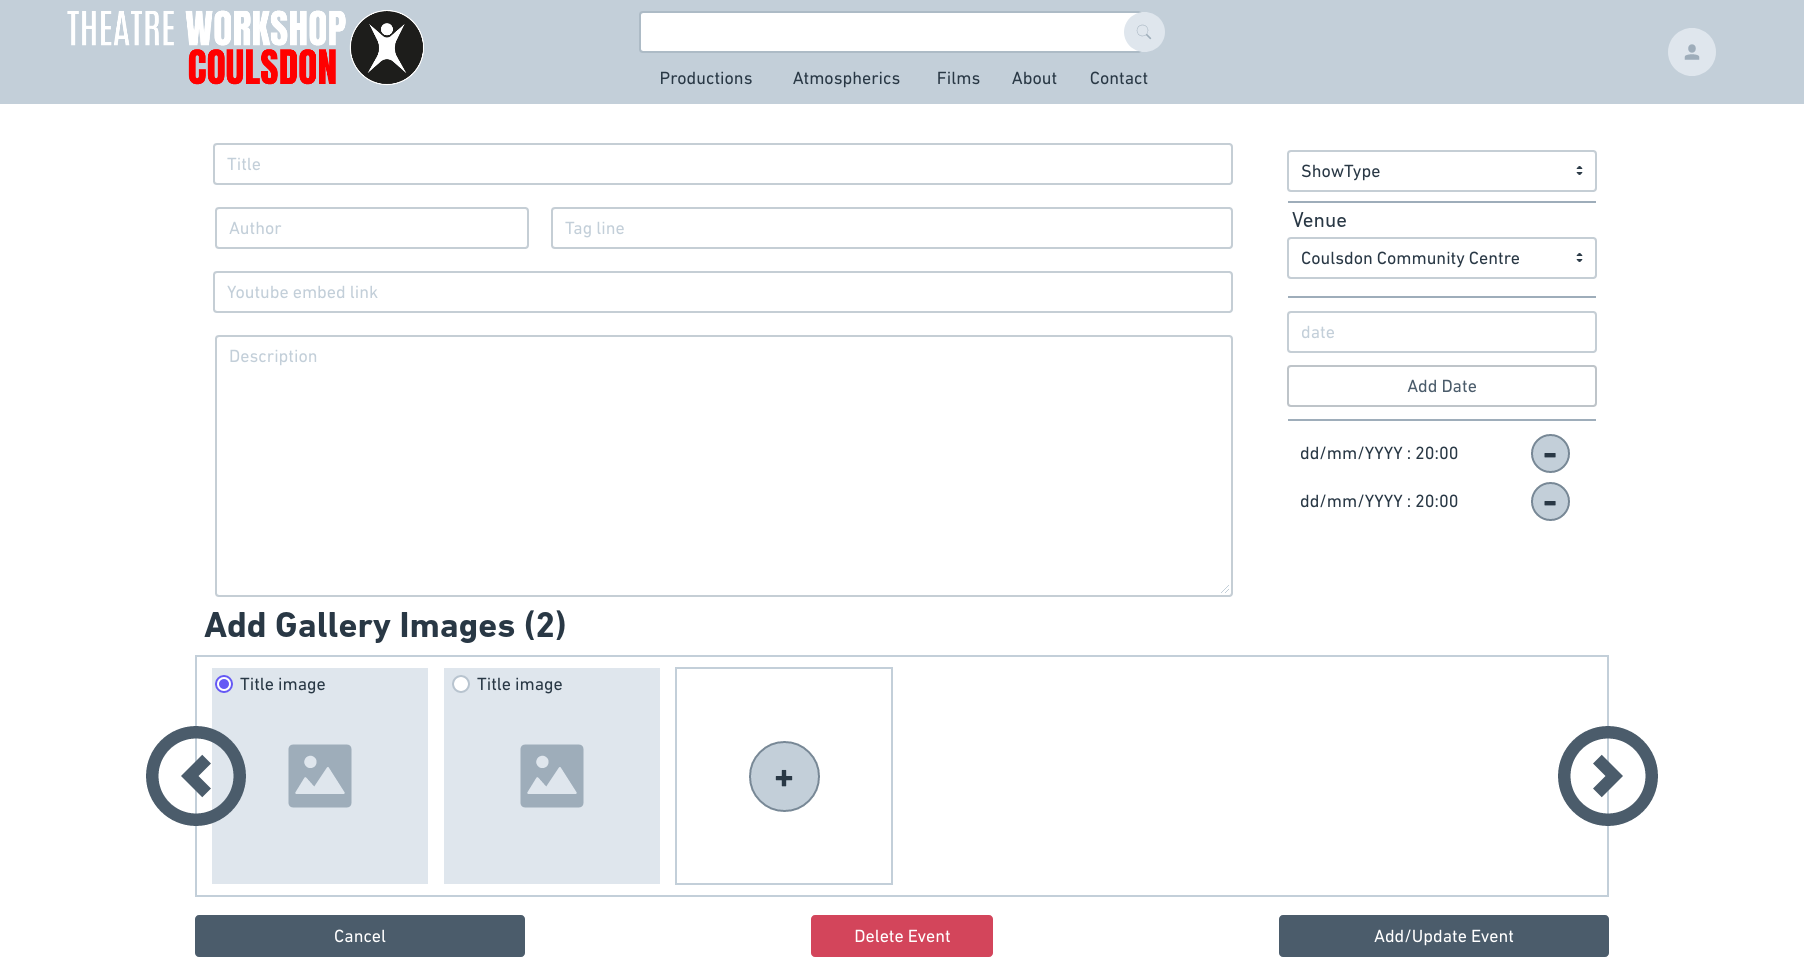 THEATRE WORKSHOP
COULSDON
Productions
Atmospherics
Films
About
Contact
Title
Author
Tag line
Youtube embed link
Description
ShowType
Venue
Coulsdon Community Centre
date
Add Date
dd/mm/YYYY : 20:00
dd/mm/YYYY : 20:00
Add Gallery Images (2)
Title image
Title image
Cancel
Delete Event
Add/Update Event